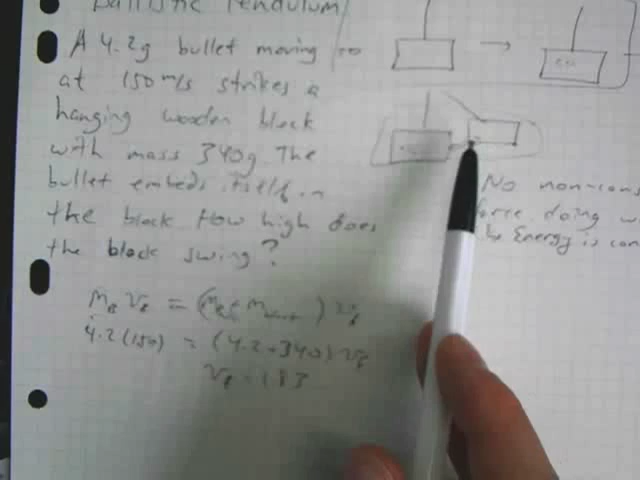 Ballistic Pendulum
A 4.2g bullet moving
at 150 m/s strikes a
hanging wooden block
with mass 340g The
bullet embeds itself in
the block How high does
the block swing?
No non-cons
force doing w
Energy is con
M_B V_B = (M_B + M ) V_f
4.2(150) = (4.2+340) V_f
V_f = 1.83